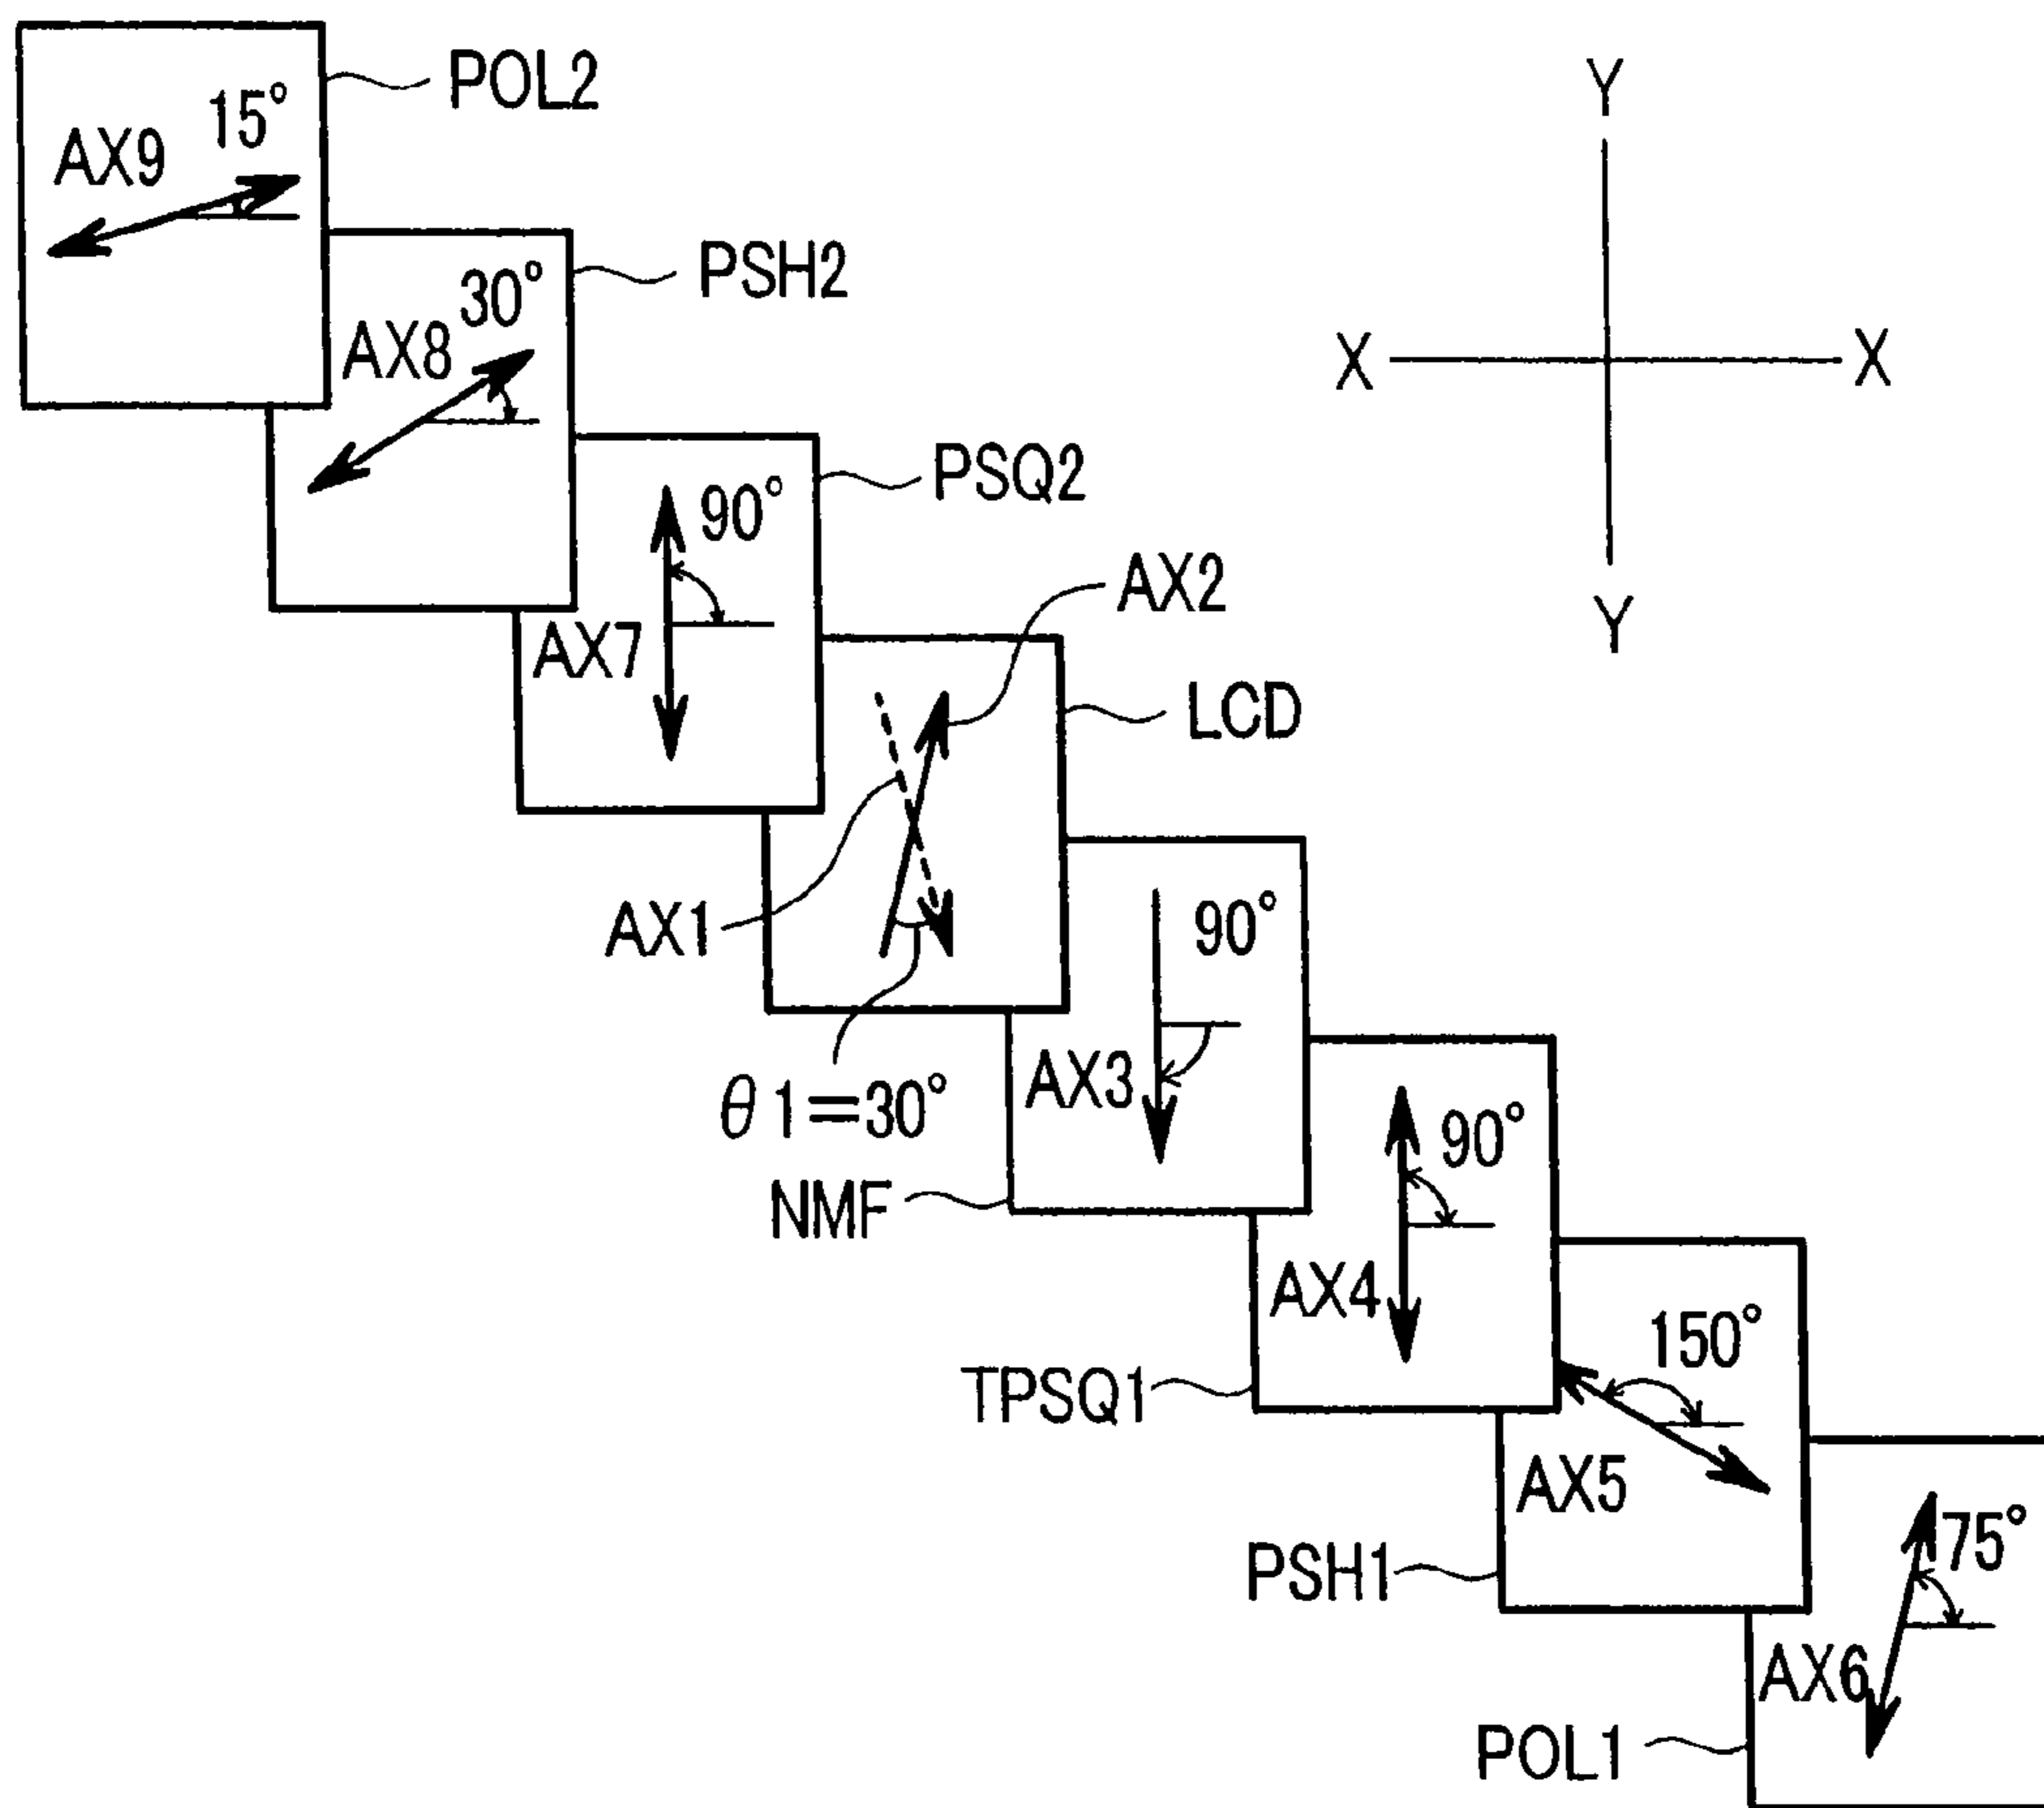 POL2
15°
AX9
Y
X
X
Y
PSH2
30°
AX8
PSQ2
90°
AX7
AX2
LCD
AX1
θ1=30°
90°
AX3
NMF
90°
AX4
TPSQ1
150°
AX5
PSH1
75°
AX6
POL1